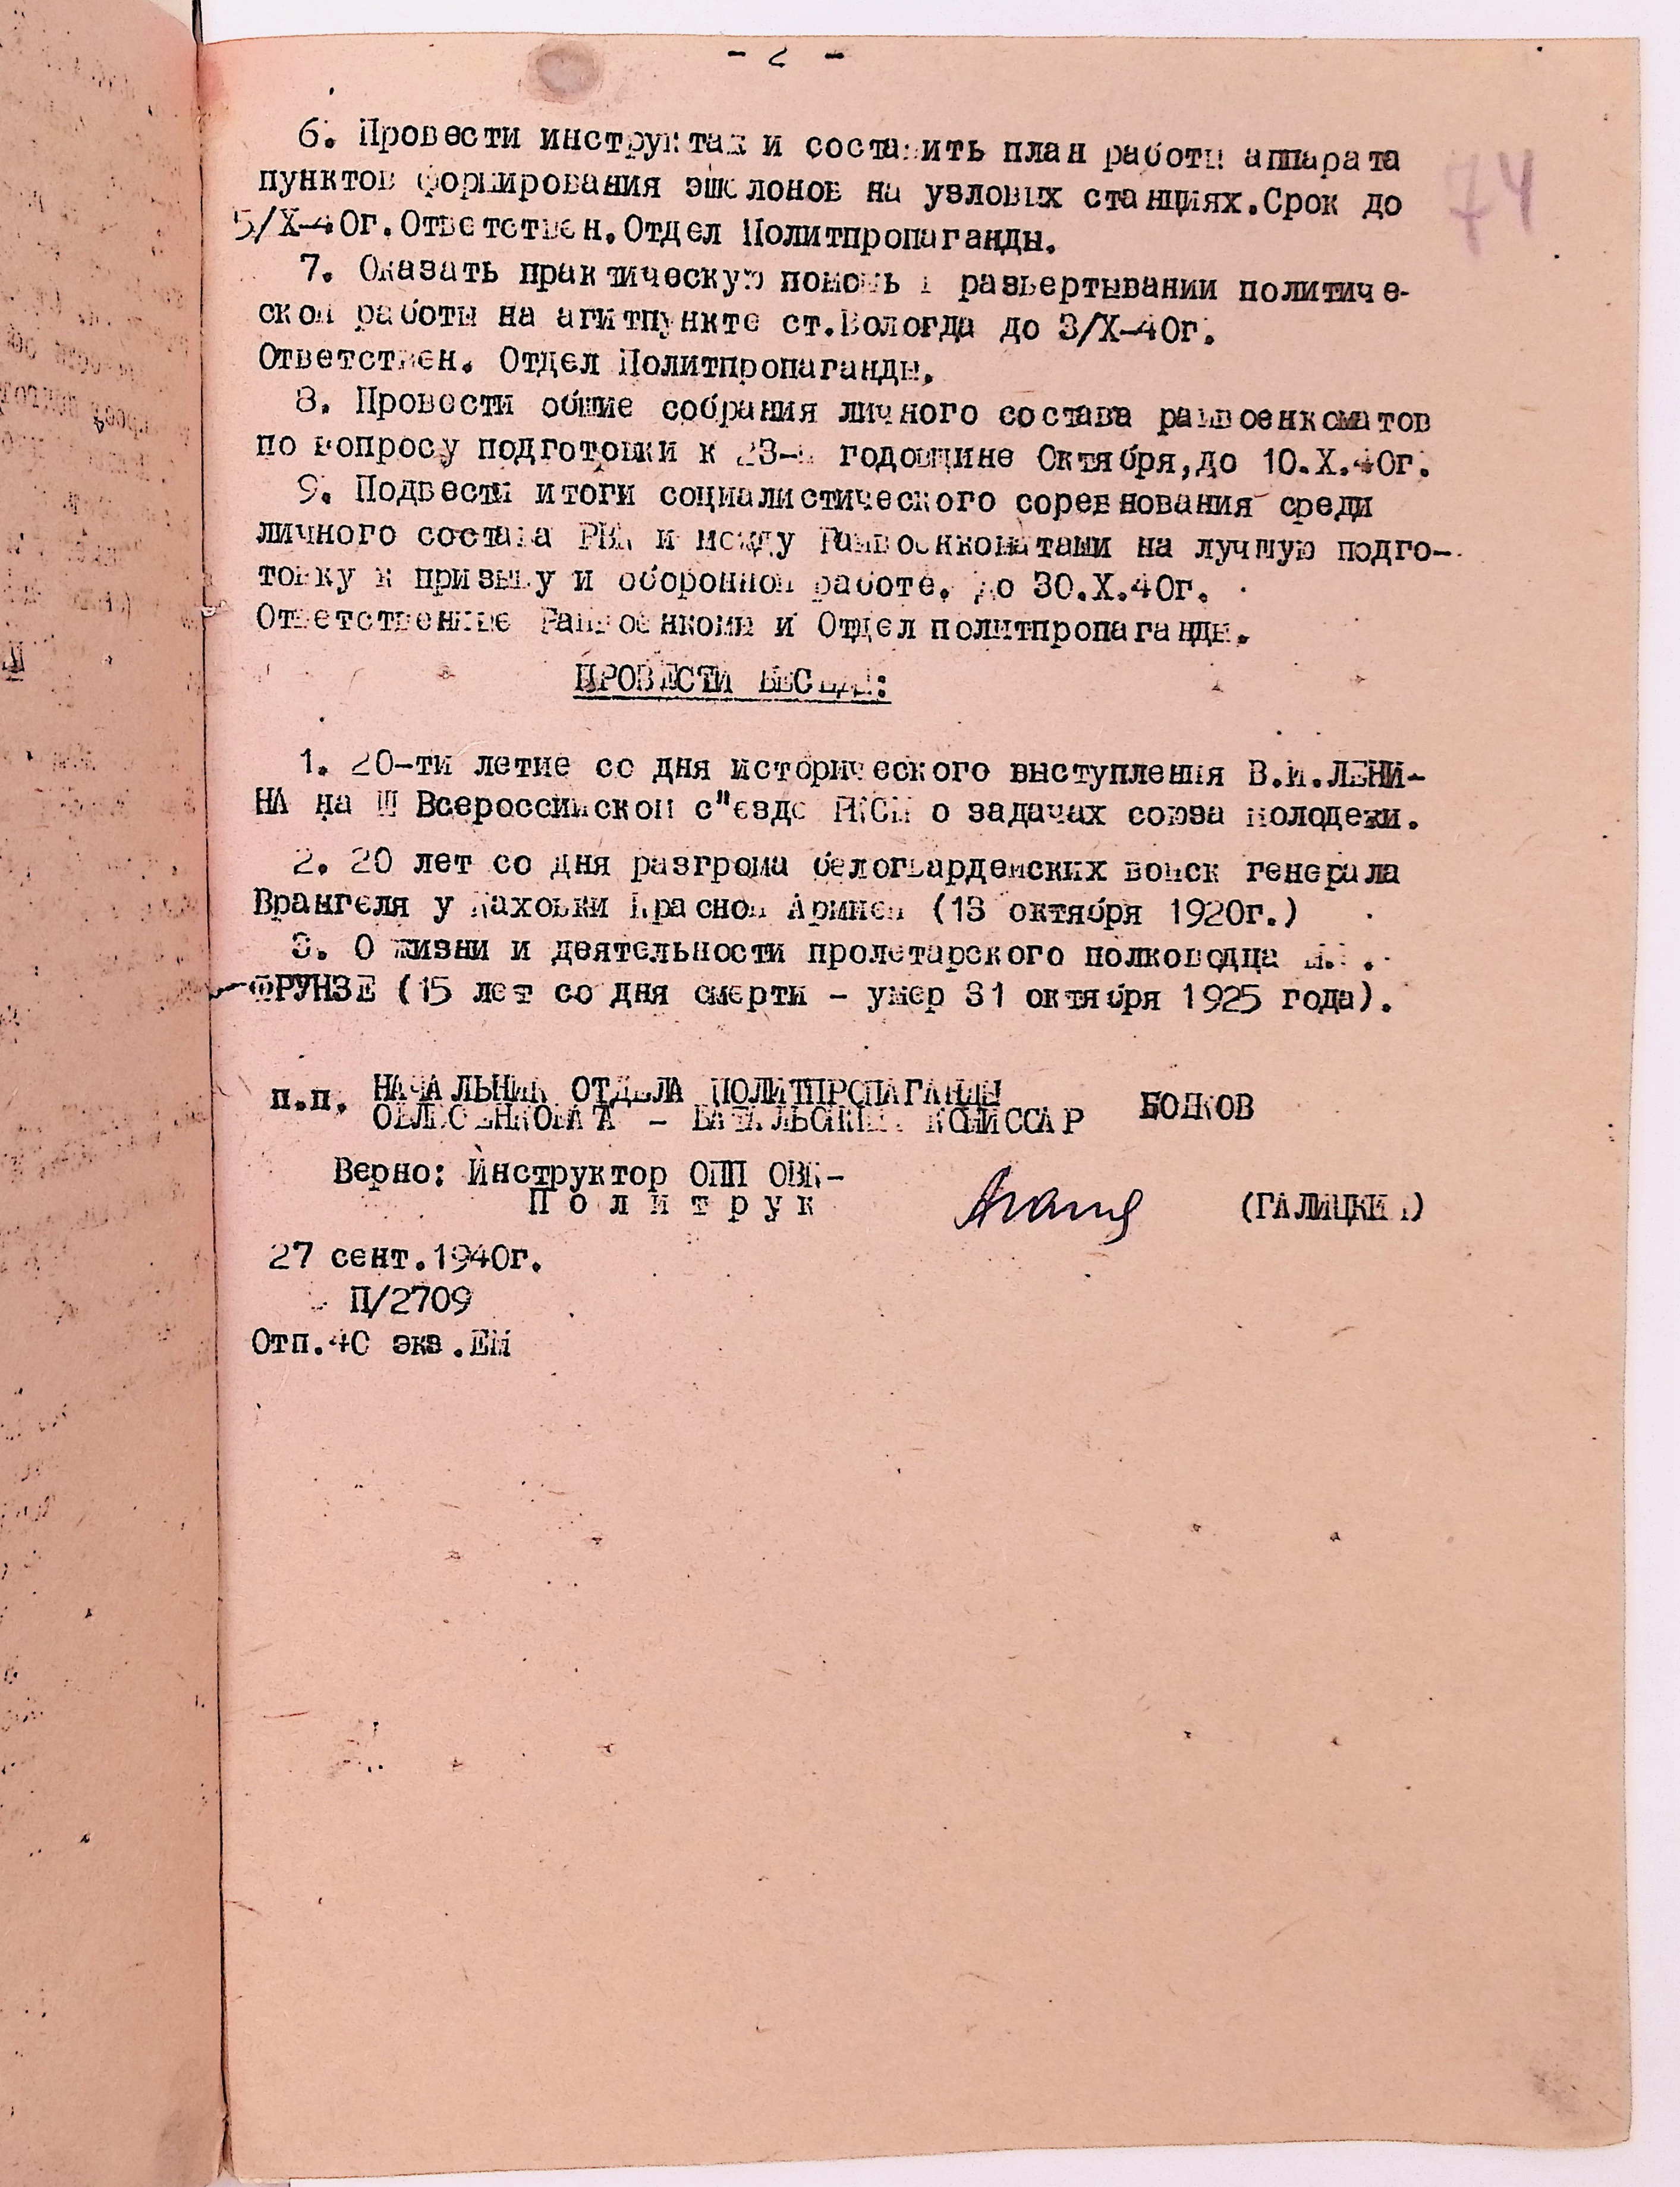 - 2 -
74
6. Провести инструктаж и составить план работы аппарата
пунктов формирования эшелонов на узловых станциях.Срок до
5/X-40г.Ответствен.Отдел Политпропаганды.
7. Оказать практическую помощь в развертывании политиче-
ской работы на агитпункте ст.Вологда до 3/X-40г.
Ответствен. Отдел Политпропаганды.
8. Провести общие собрания личного состава райвоенкоматов
по вопросу подготовки к 23-й годовщине Октября,до 10.X.40г.
9. Подвести итоги социалистического соревнования среди
личного состава РВК и между Райвоенкоматами на лучшую подго-
товку к призыву и оборонной работе. до 30.X.40г.
Ответственные Райвоенкомы и Отдел политпропаганды.
ПРОВЕСТИ БЕСЕДЫ:
1. 20-ти летие со дня исторического выступления В.И.ЛЕНИ-
НА на III Всероссийском с"езде РКСМ о задачах союза молодежи.
2. 20 лет со дня разгрома белогвардейских войск генерала
Врангеля у Каховки Красной Армией (13 октября 1920г.)
3. О жизни и деятельности пролетарского полководца
ФРУНЗЕ (15 лет со дня смерти - умер 31 октября 1925 года).
п.п. НАЧАЛЬНИК ОТДЕЛА ПОЛИТПРОПАГАНДЫ
ОБЛВОЕНКОМАТА - БАТАЛЬОННЫЙ КОМИССАР БОЙКОВ
Верно: Инструктор ОПП ОВК-
Политрук (ГАЛИЦКИЙ)
27 сент.1940г.
П/2709
Отп.40 экз.ЕМ